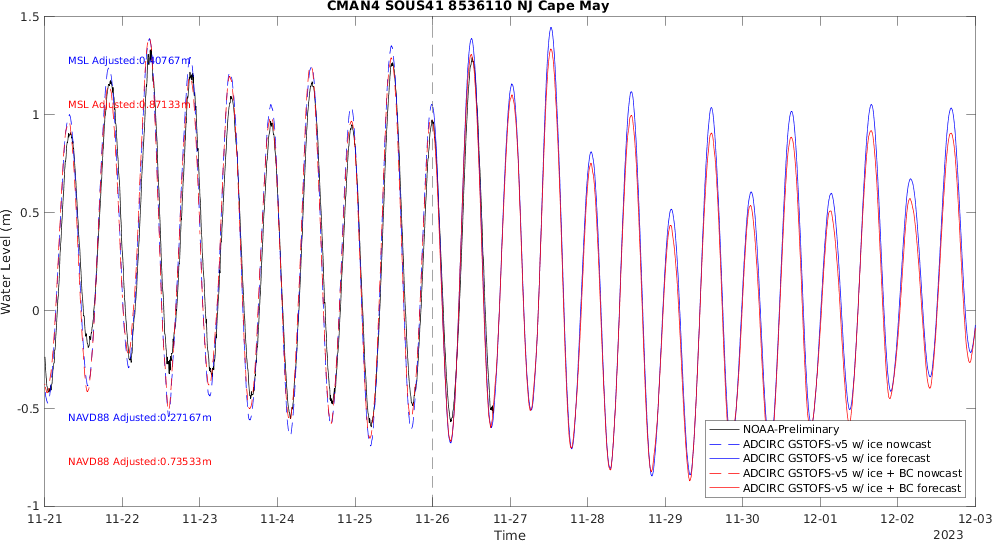 CMAN4 SOUS41 8536110 NJ Cape May
1.5
1
0.5
0
-0.5
-1
Water Level (m)
MSL Adjusted:0.40767m
MSL Adjusted:0.87133m
NAVD88 Adjusted:0.27167m
NAVD88 Adjusted:0.73533m
NOAA-Preliminary
ADCIRC GSTOFS-v5 w/ ice nowcast
ADCIRC GSTOFS-v5 w/ ice forecast
ADCIRC GSTOFS-v5 w/ ice + BC nowcast
ADCIRC GSTOFS-v5 w/ ice + BC forecast
11-21 11-22 11-23 11-24 11-25 11-26 11-27 11-28 11-29 11-30 12-01 12-02 12-03
Time
2023